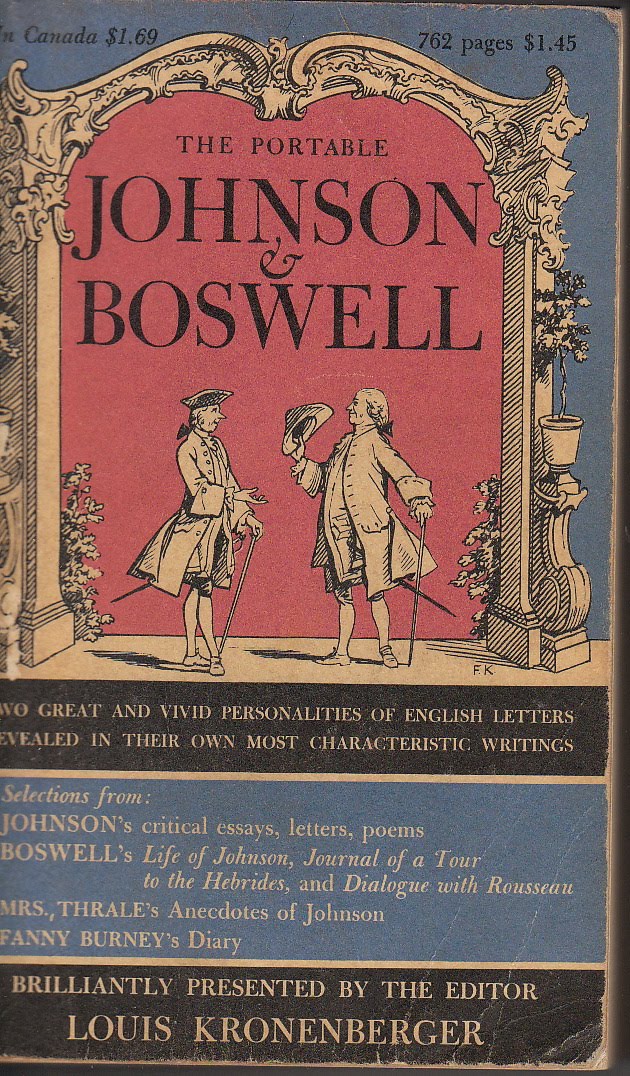 In Canada $1.69
762 pages $1.45
THE PORTABLE
JOHNSON
&
BOSWELL
F.K.
WO GREAT AND VIVID PERSONALITIES OF ENGLISH LETTERS
EVEALED IN THEIR OWN MOST CHARACTERISTIC WRITINGS
Selections from:
JOHNSON's critical essays, letters, poems
BOSWELL's Life of Johnson, Journal of a Tour
to the Hebrides, and Dialogue with Rousseau
MRS. THRALE's Anecdotes of Johnson
FANNY BURNEY's Diary
BRILLIANTLY PRESENTED BY THE EDITOR
LOUIS KRONENBERGER